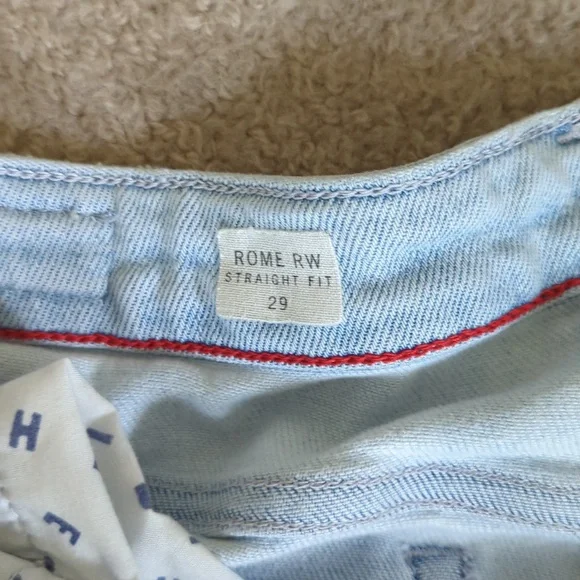 ROME RW
STRAIGHT FIT
29
H